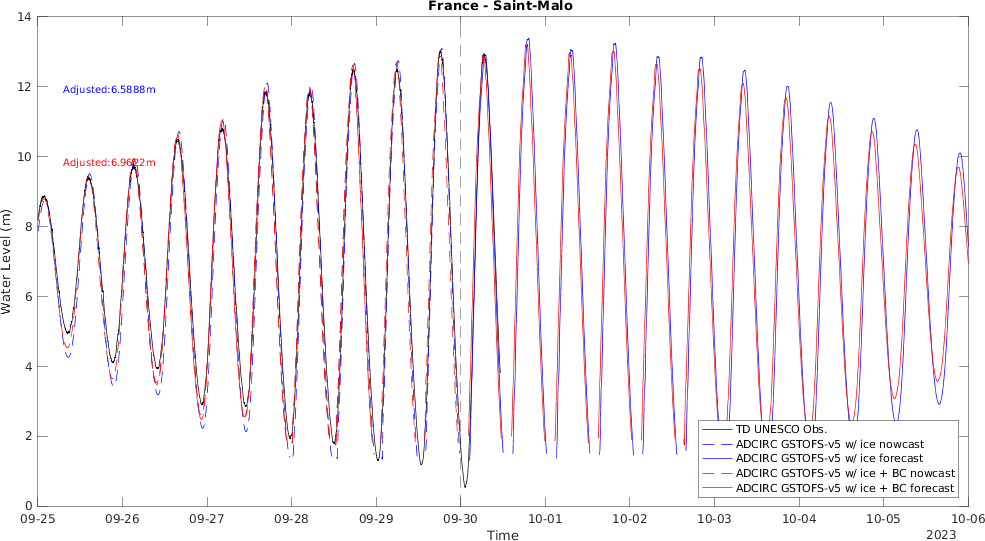 France - Saint-Malo
14
12
10
8
6
4
2
0
Water Level (m)
Adjusted:6.5888m
Adjusted:6.9622m
TD UNESCO Obs.
ADCIRC GSTOFS-v5 w/ ice nowcast
ADCIRC GSTOFS-v5 w/ ice forecast
ADCIRC GSTOFS-v5 w/ ice + BC nowcast
ADCIRC GSTOFS-v5 w/ ice + BC forecast
09-25 09-26 09-27 09-28 09-29 09-30 10-01 10-02 10-03 10-04 10-05 10-06
Time
2023